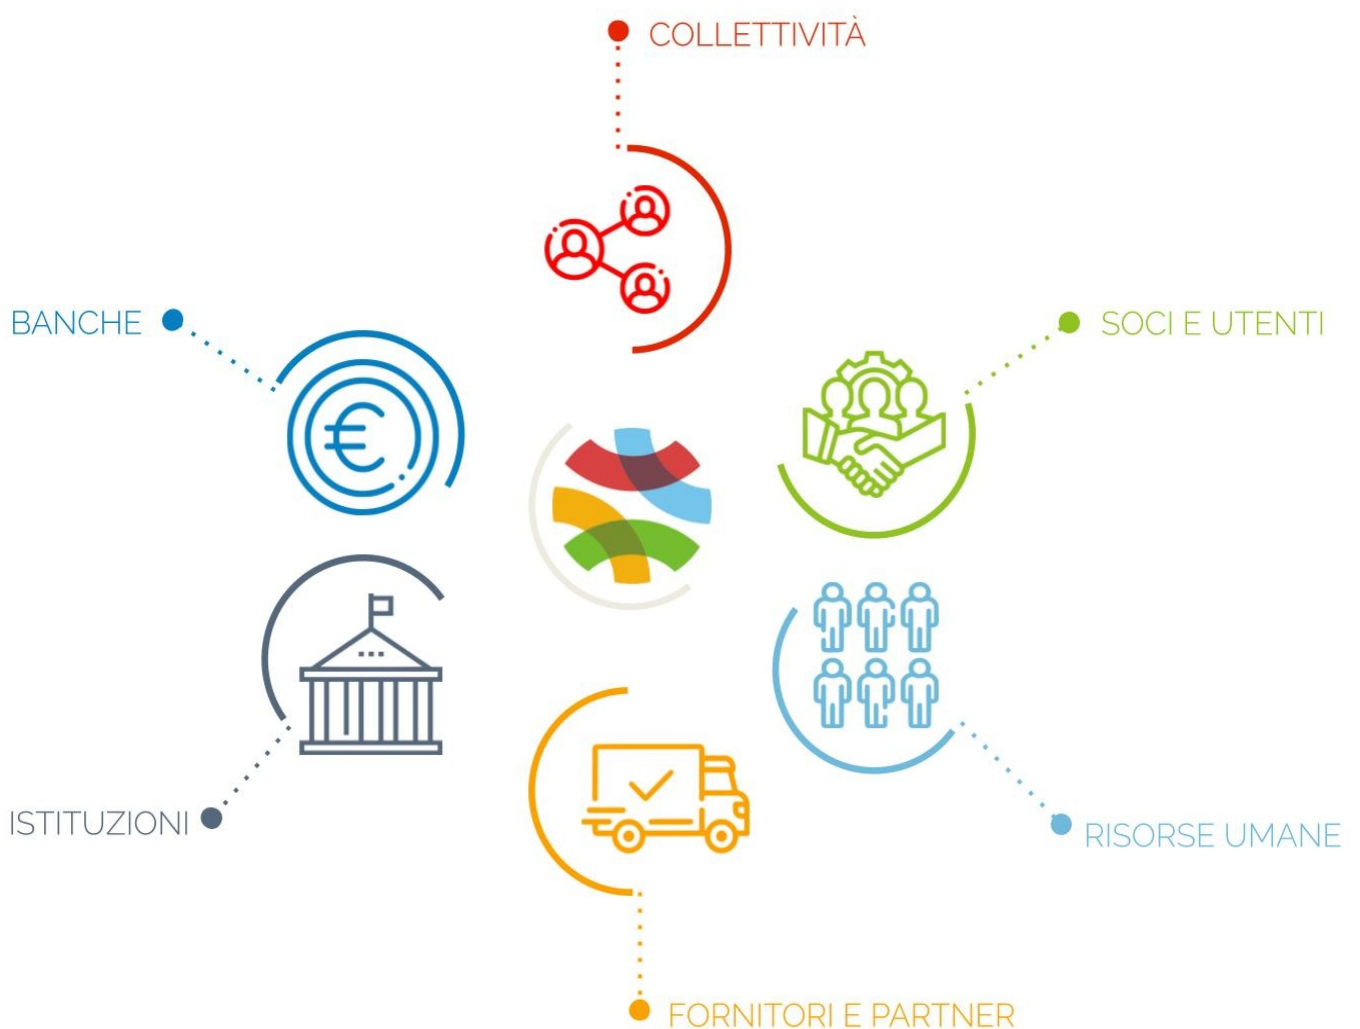 COLLETTIVITÀ
BANCHE
SOCI E UTENTI
ISTITUZIONI
RISORSE UMANE
FORNITORI E PARTNER